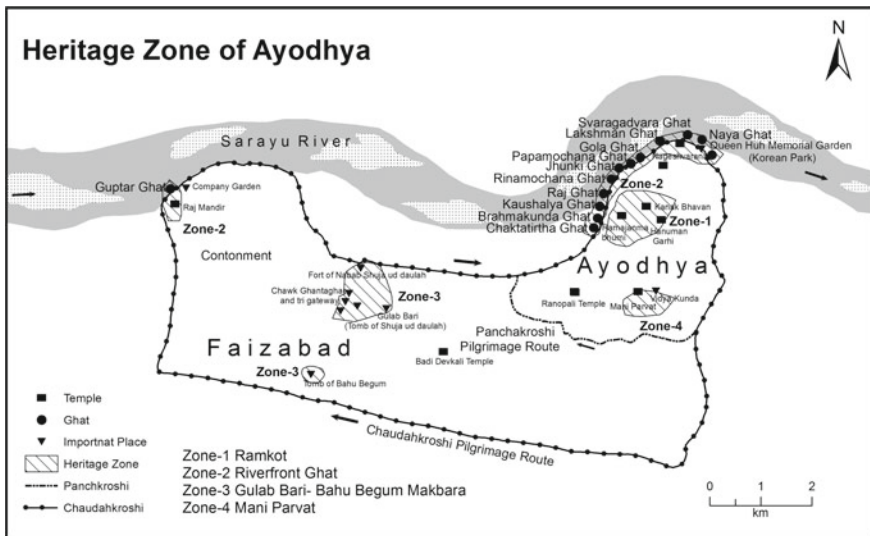 Heritage Zone of Ayodhya
N
Sarayu River
Svaragadvara Ghat
Lakshman Ghat
Naya Ghat
Gola Ghat
Queen Huh Memorial Garden
(Korean Park)
Nageshwarnath
Papamochana Ghat
Jhunki Ghat
Rinamochana Ghat
Zone-2
Raj Ghat
Kaushalya Ghat
Kanak Bhavan
Zone-1
Brahmakunda Ghat
Ramajanma
bhumi
Hanuman
Garhi
Chaktatirtha Ghat
Guptar Ghat
Company Garden
Raj Mandir
Zone-2
Contonment
Fort of Nabab Shuja ud daulah
Chawk Ghantaghar
and tri gateway
Zone-3
Gulab Bari
(Tomb of Shuja ud daulah)
Ayodhya
Ranopali Temple
Mani Parvat
Vidya Kunda
Zone-4
Panchakroshi
Pilgrimage Route
Faizabad
Badi Devkali Temple
Zone-3
Tomb of Bahu Begum
Chaudahkroshi Pilgrimage Route
Temple
Ghat
Importnat Place
Heritage Zone
Panchkroshi
Chaudahkroshi
Zone-1 Ramkot
Zone-2 Riverfront Ghat
Zone-3 Gulab Bari- Bahu Begum Makbara
Zone-4 Mani Parvat
0 1 2
km